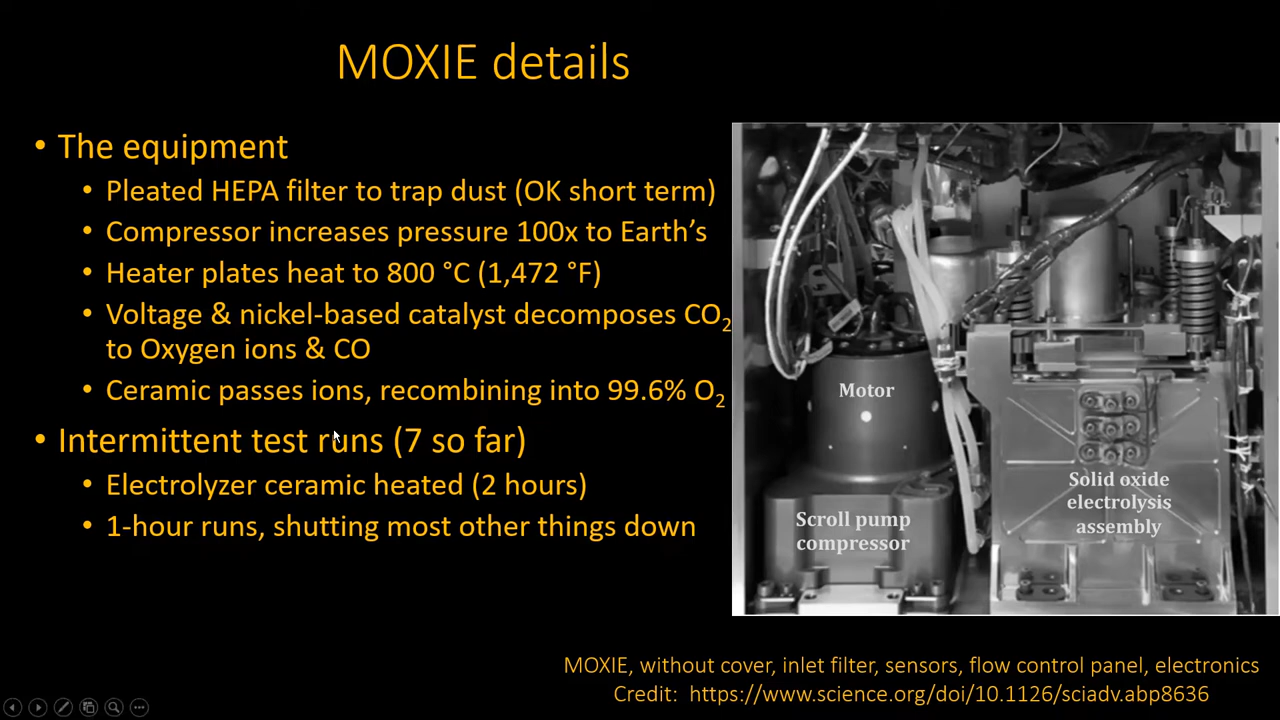 MOXIE details
• The equipment
• Pleated HEPA filter to trap dust (OK short term)
• Compressor increases pressure 100x to Earth’s
• Heater plates heat to 800 °C (1,472 °F)
• Voltage & nickel-based catalyst decomposes CO₂
to Oxygen ions & CO
• Ceramic passes ions, recombining into 99.6% O₂
• Intermittent test runs (7 so far)
• Electrolyzer ceramic heated (2 hours)
• 1-hour runs, shutting most other things down
Motor
Scroll pump
compressor
Solid oxide
electrolysis
assembly
MOXIE, without cover, inlet filter, sensors, flow control panel, electronics
Credit: https://www.science.org/doi/10.1126/sciadv.abp8636